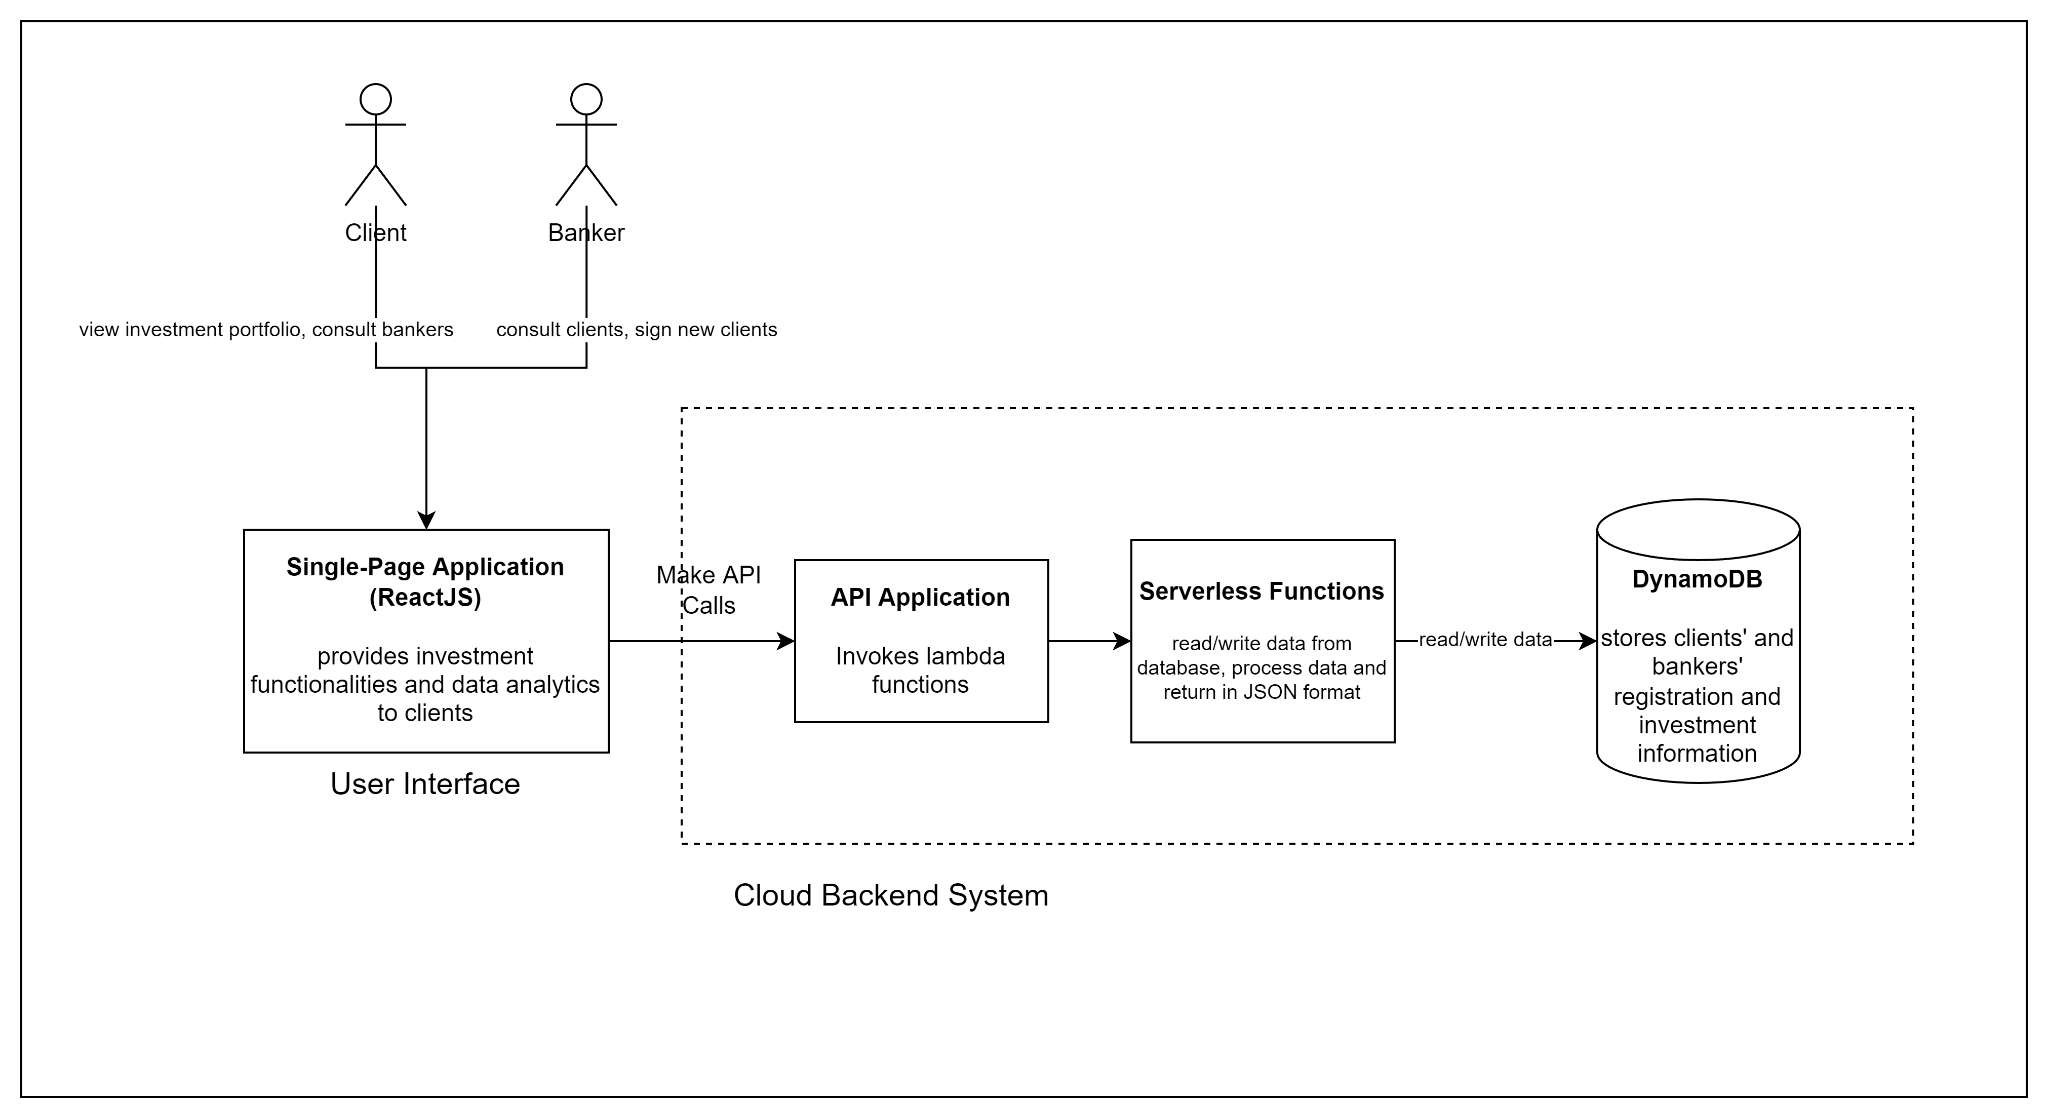 Client
Banker
view investment portfolio, consult bankers
consult clients, sign new clients
Single-Page Application
(ReactJS)
provides investment
functionalities and data analytics
to clients
User Interface
Make API
Calls
API Application
Invokes lambda
functions
Serverless Functions
read/write data from
database, process data and
return in JSON format
read/write data
DynamoDB
stores clients' and
bankers'
registration and
investment
information
Cloud Backend System